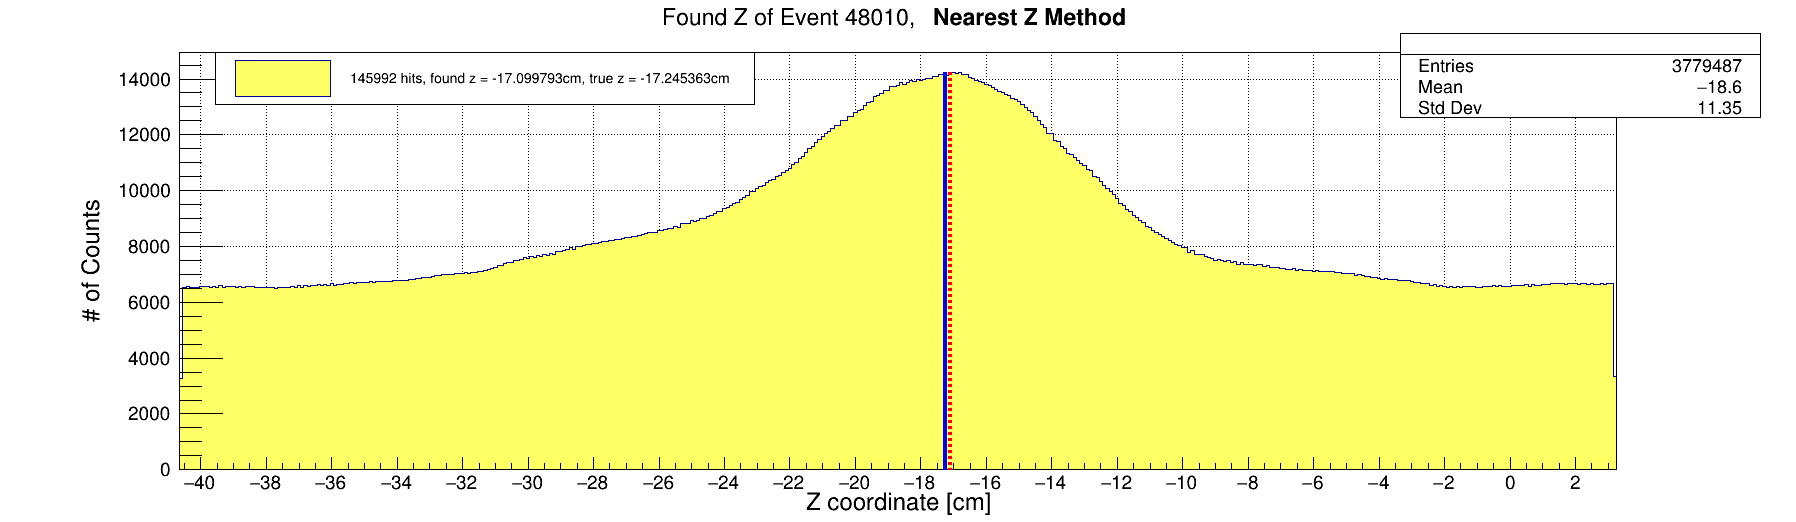 Found Z of Event 48010, Nearest Z Method
145992 hits, found z = -17.099793cm, true z = -17.245363cm
Entries 3779487
Mean −18.6
Std Dev 11.35
# of Counts
14000
12000
10000
8000
6000
4000
2000
0
−40 −38 −36 −34 −32 −30 −28 −26 −24 −22 −20 −18 −16 −14 −12 −10 −8 −6 −4 −2 0 2
Z coordinate [cm]